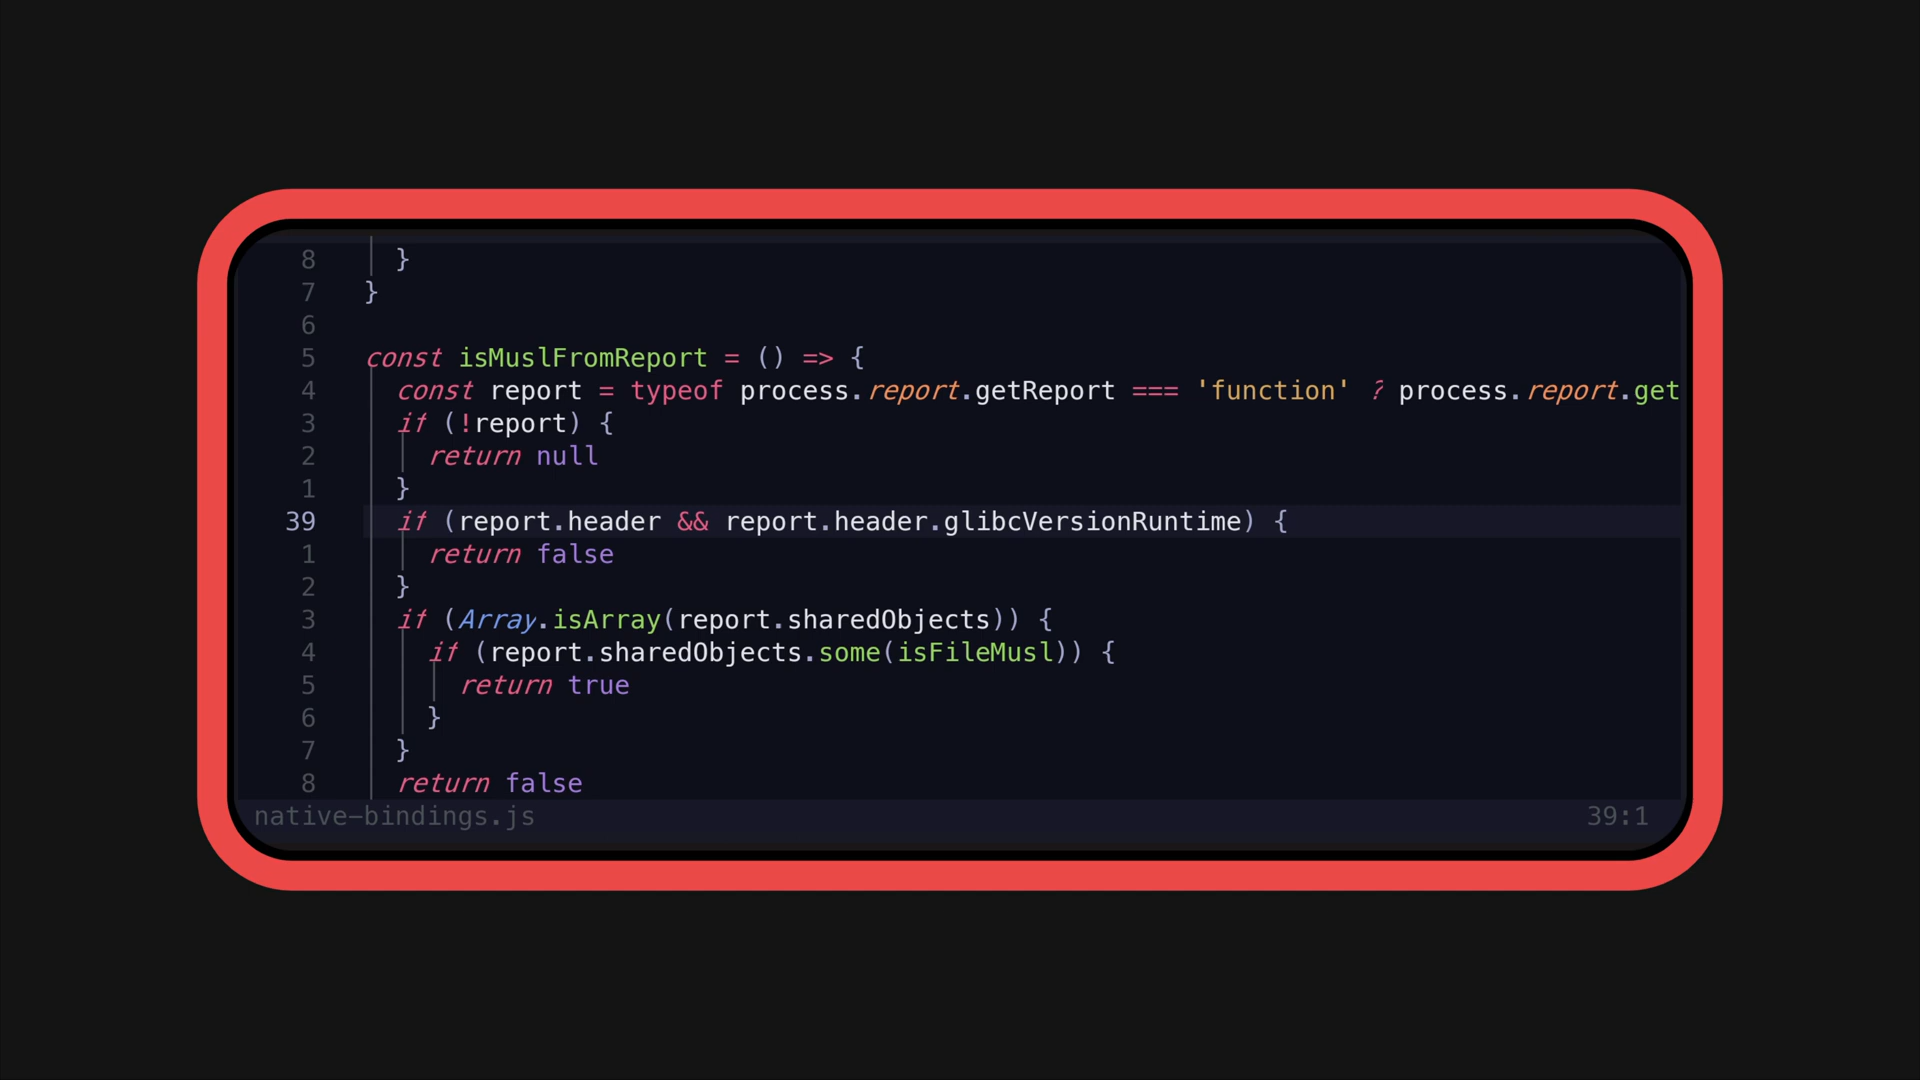 8 }
7 }
6
5 const isMuslFromReport = () => {
4 const report = typeof process.report.getReport === 'function' ? process.report.get
3 if (!report) {
2 return null
1 }
39 if (report.header && report.header.glibcVersionRuntime) {
1 return false
2 }
3 if (Array.isArray(report.sharedObjects)) {
4 if (report.sharedObjects.some(isFileMusl)) {
5 return true
6 }
7 }
8 return false
native-bindings.js 39:1